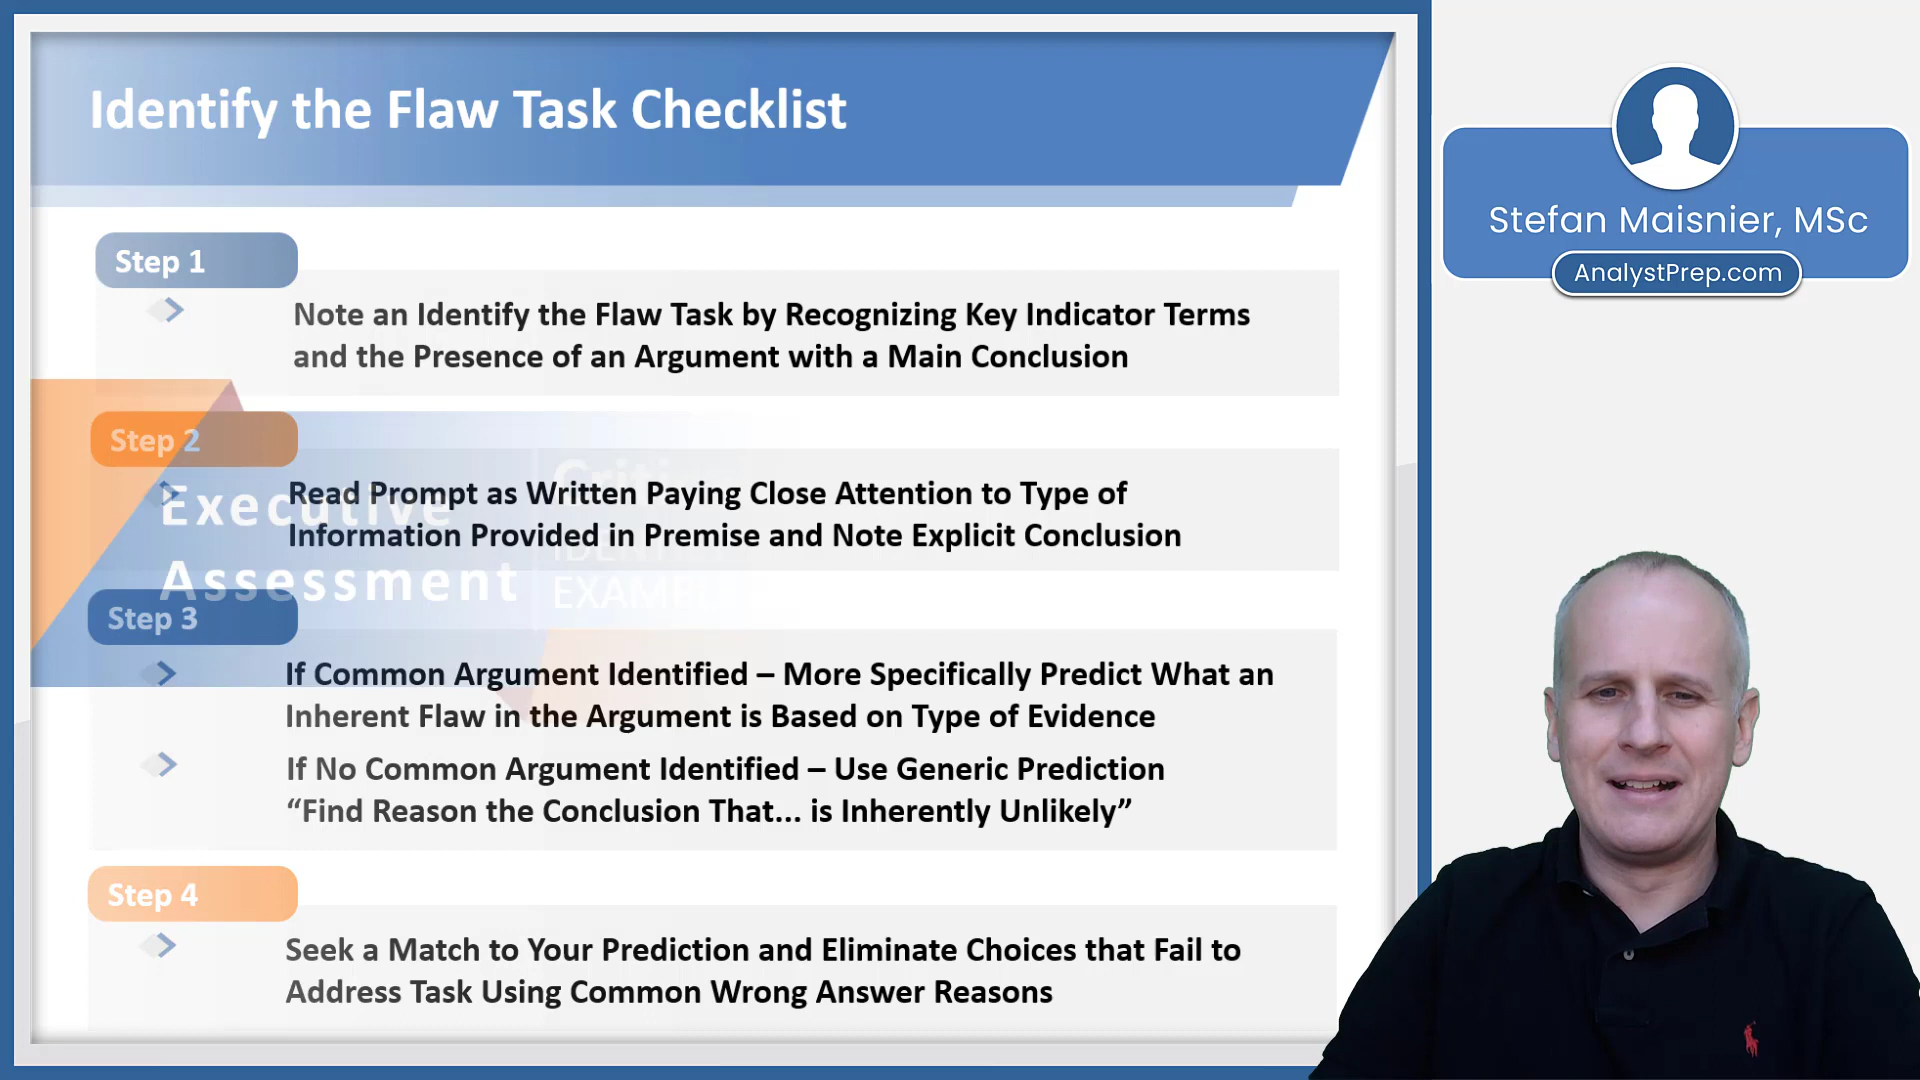 Identify the Flaw Task Checklist
Step 1
Note an Identify the Flaw Task by Recognizing Key Indicator Terms
and the Presence of an Argument with a Main Conclusion
Step 2
Read Prompt as Written Paying Close Attention to Type of
Information Provided in Premise and Note Explicit Conclusion
Executive
Assessment
Step 3
If Common Argument Identified – More Specifically Predict What an
Inherent Flaw in the Argument is Based on Type of Evidence
If No Common Argument Identified – Use Generic Prediction
“Find Reason the Conclusion That... is Inherently Unlikely”
Step 4
Seek a Match to Your Prediction and Eliminate Choices that Fail to
Address Task Using Common Wrong Answer Reasons
Stefan Maisnier, MSc
AnalystPrep.com